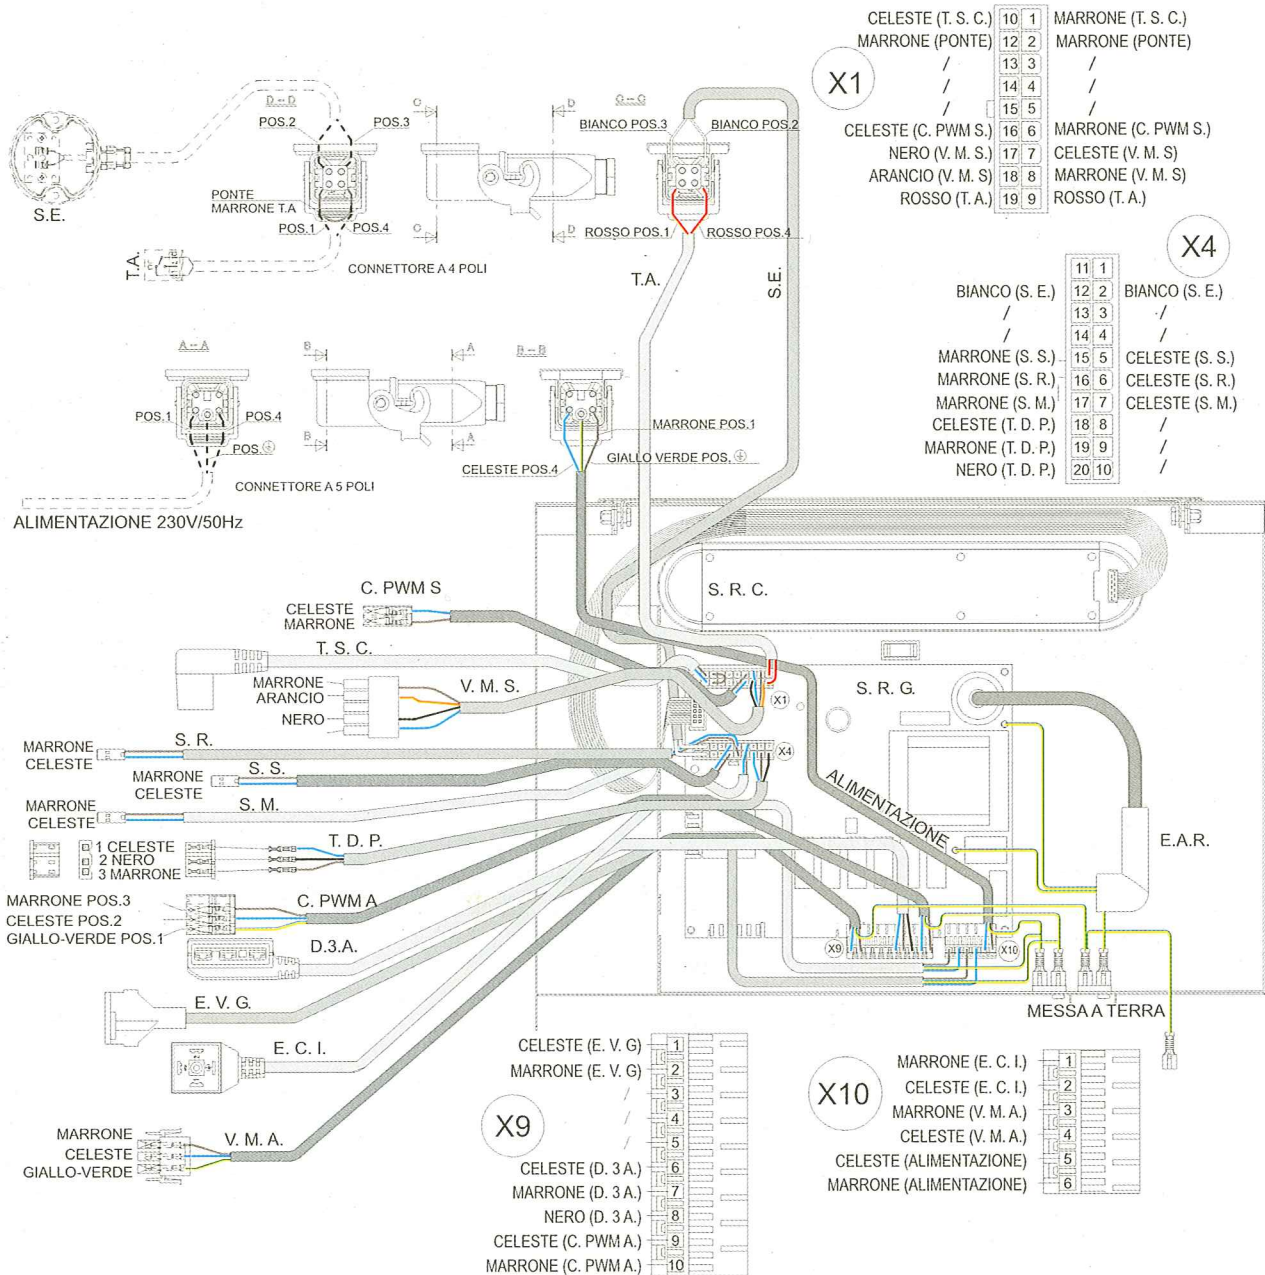 CELESTE (T. S. C.) 10 1 MARRONE (T. S. C.)
MARRONE (PONTE) 12 2 MARRONE (PONTE)
/ 13 3 /
/ 14 4 /
/ 15 5 /
CELESTE (C. PWM S.) 16 6 MARRONE (C. PWM S.)
NERO (V. M. S.) 17 7 CELESTE (V. M. S)
ARANCIO (V. M. S) 18 8 MARRONE (V. M. S)
ROSSO (T. A.) 19 9 ROSSO (T. A.)
X1
D--D
POS.2
POS.3
C
D
C--C
BIANCO POS.3
BIANCO POS.2
S.E.
PONTE
MARRONE T.A
POS.1
POS.4
C
D
ROSSO POS.1
ROSSO POS.4
T.A.
CONNETTORE A 4 POLI
T.A.
S.E.
X4
11 1
BIANCO (S. E.) 12 2 BIANCO (S. E.)
/ 13 3 /
/ 14 4 /
MARRONE (S. S.) 15 5 CELESTE (S. S.)
MARRONE (S. R.) 16 6 CELESTE (S. R.)
MARRONE (S. M.) 17 7 CELESTE (S. M.)
CELESTE (T. D. P.) 18 8 /
MARRONE (T. D. P.) 19 9 /
NERO (T. D. P.) 20 10 /
A--A
B
A
B--B
POS.1
POS.4
POS.
B
A
MARRONE POS.1
CELESTE POS.4
GIALLO VERDE POS,
CONNETTORE A 5 POLI
ALIMENTAZIONE 230V/50Hz
S. R. C.
C. PWM S
CELESTE
MARRONE
T. S. C.
MARRONE
ARANCIO
NERO
V. M. S.
X1
S. R. G.
S. R.
MARRONE
CELESTE
X4
S. S.
MARRONE
CELESTE
S. M.
MARRONE
CELESTE
ALIMENTAZIONE
E.A.R.
1 CELESTE
2 NERO
3 MARRONE
T. D. P.
MARRONE POS.3
CELESTE POS.2
GIALLO-VERDE POS.1
C. PWM A
D.3.A.
X9
X10
E. V. G.
MESSA A TERRA
E. C. I.
MARRONE
CELESTE
GIALLO-VERDE
V. M. A.
X9
CELESTE (E. V. G) 1
MARRONE (E. V. G) 2
/ 3
/ 4
/ 5
CELESTE (D. 3 A.) 6
MARRONE (D. 3 A.) 7
NERO (D. 3 A.) 8
CELESTE (C. PWM A.) 9
MARRONE (C. PWM A.) 10
X10
MARRONE (E. C. I.) 1
CELESTE (E. C. I.) 2
MARRONE (V. M. A.) 3
CELESTE (V. M. A.) 4
CELESTE (ALIMENTAZIONE) 5
MARRONE (ALIMENTAZIONE) 6